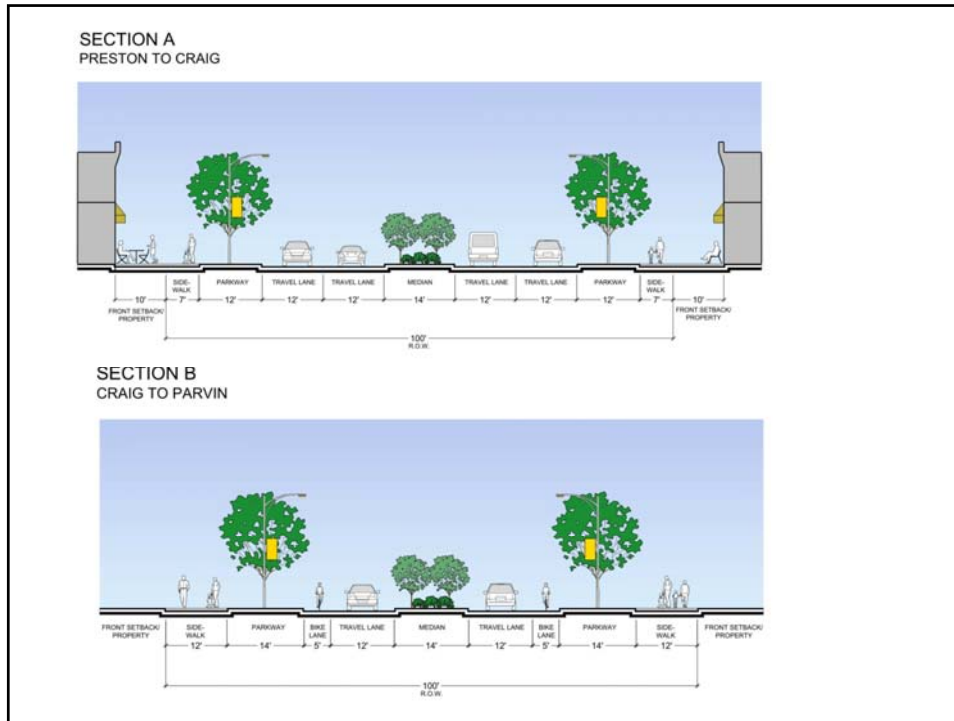 SECTION A
PRESTON TO CRAIG
10'
FRONT SETBACK/
PROPERTY
SIDE-
WALK
7'
PARKWAY
12'
TRAVEL LANE
12'
TRAVEL LANE
12'
MEDIAN
14'
TRAVEL LANE
12'
TRAVEL LANE
12'
PARKWAY
12'
SIDE-
WALK
7'
10'
FRONT SETBACK/
PROPERTY
100'
R.O.W.
SECTION B
CRAIG TO PARVIN
FRONT SETBACK/
PROPERTY
SIDE-
WALK
12'
PARKWAY
14'
BIKE
LANE
5'
TRAVEL LANE
12'
MEDIAN
14'
TRAVEL LANE
12'
BIKE
LANE
5'
PARKWAY
14'
SIDE-
WALK
12'
FRONT SETBACK/
PROPERTY
100'
R.O.W.